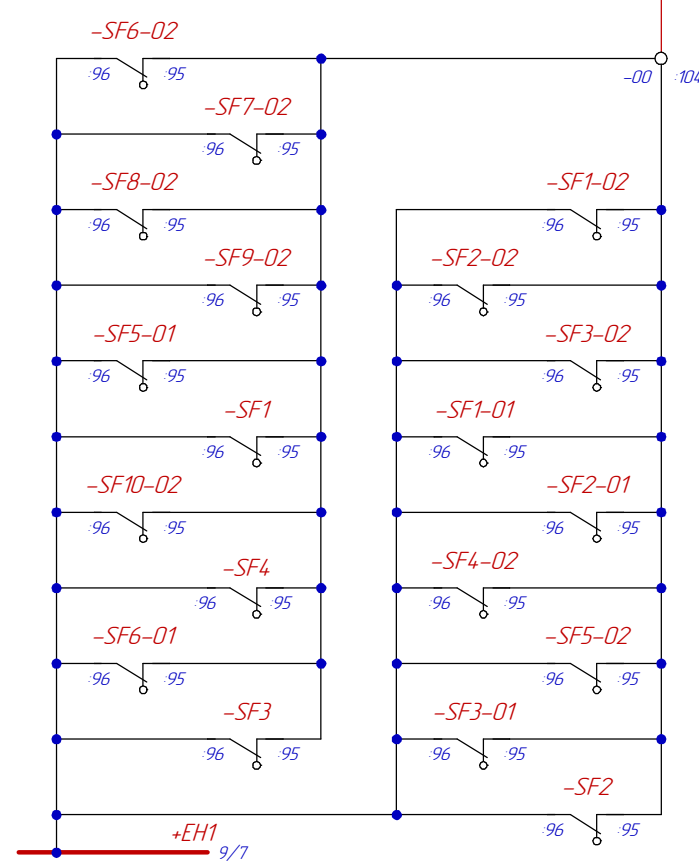 -SF6-02
:96 :95
-00 :104
-SF7-02
:96 :95
-SF8-02
:96 :95
-SF1-02
:96 :95
-SF9-02
:96 :95
-SF2-02
:96 :95
-SF5-01
:96 :95
-SF3-02
:96 :95
-SF1
:96 :95
-SF1-01
:96 :95
-SF10-02
:96 :95
-SF2-01
:96 :95
-SF4
:96 :95
-SF4-02
:96 :95
-SF6-01
:96 :95
-SF5-02
:96 :95
-SF3
:96 :95
-SF3-01
:96 :95
-SF2
:96 :95
+EH1
9/7